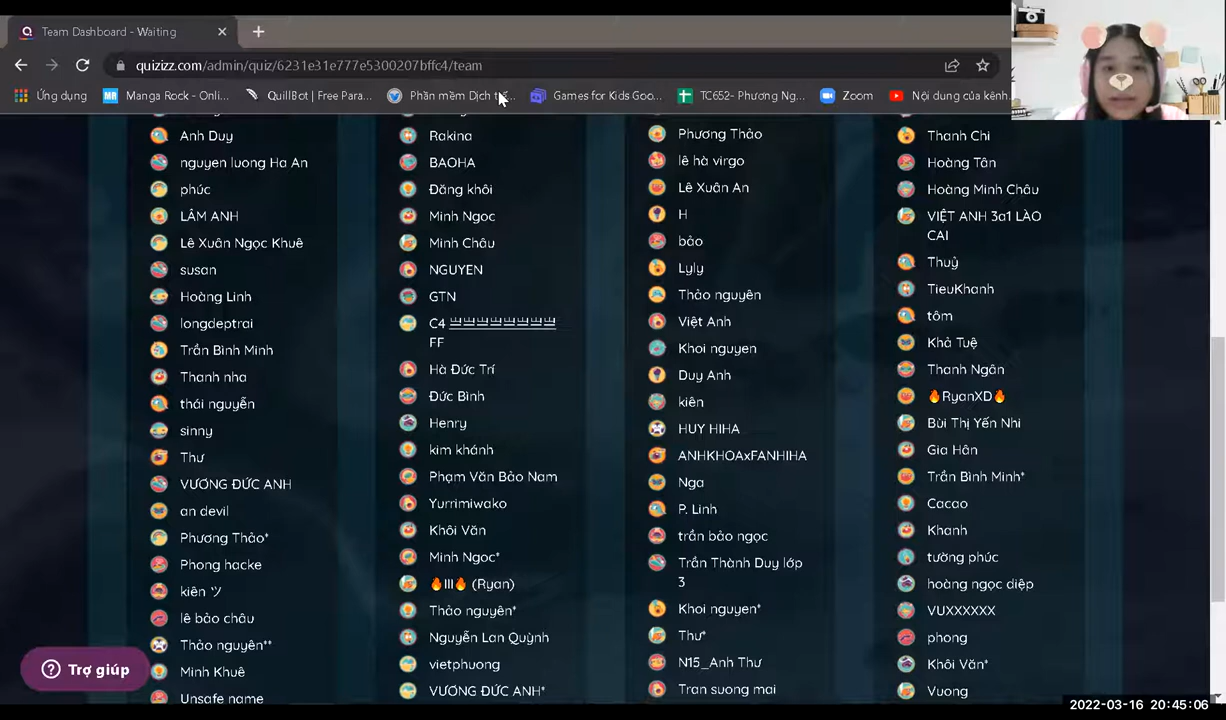 Team Dashboard - Waiting
quizizz.com/admin/quiz/6231e31e777e5300207bffc4/team
Ứng dụng
Manga Rock - Onli...
QuillBot | Free Para...
Phần mềm Dịch
Games for Kids Goo...
TC652- Phương Ng...
Zoom
Nội dung của kênh
Anh Duy
nguyen luong Ha An
phúc
LÂM ANH
Lê Xuân Ngọc Khuê
susan
Hoàng Linh
longdeptrai
Trần Bình Minh
Thanh nha
thái nguyễn
sinny
Thư
VƯƠNG ĐỨC ANH
an devil
Phương Thảo*
Phong hacke
kiên ツ
lê bảo châu
Thảo nguyên**
Minh Khuê
Unsafe name
Rakina
BAOHA
Đăng khôi
Minh Ngoc
Minh Châu
NGUYEN
GTN
C4
FF
Hà Đức Trí
Đức Bình
Henry
kim khánh
Phạm Văn Bảo Nam
Yurrimiwako
Khôi Văn
Minh Ngoc*
🔥III🔥 (Ryan)
Thảo nguyên*
Nguyễn Lan Quỳnh
vietphuong
VƯƠNG ĐỨC ANH*
Phương Thảo
lê hà virgo
Lê Xuân An
H
bảo
Lyly
Thảo nguyên
Việt Anh
Khoi nguyen
Duy Anh
kiên
HUY HIHA
ANHKHOAxFANHIHA
Nga
P. Linh
trần bảo ngọc
Trần Thành Duy lớp
3
Khoi nguyen*
Thư*
N15_Anh Thư
Tran suong mai
Thanh Chi
Hoàng Tân
Hoàng Minh Châu
VIỆT ANH 3a1 LÀO
CAI
Thuỷ
TieuKhanh
tôm
Khả Tuệ
Thanh Ngân
🔥RyanXD🔥
Bùi Thị Yến Nhi
Gia Hân
Trần Bình Minh*
Cacao
Khanh
tường phúc
hoàng ngọc diệp
VUXXXXXX
phong
Khôi Văn*
Vuong
Trợ giúp
2022-03-16 20:45:06